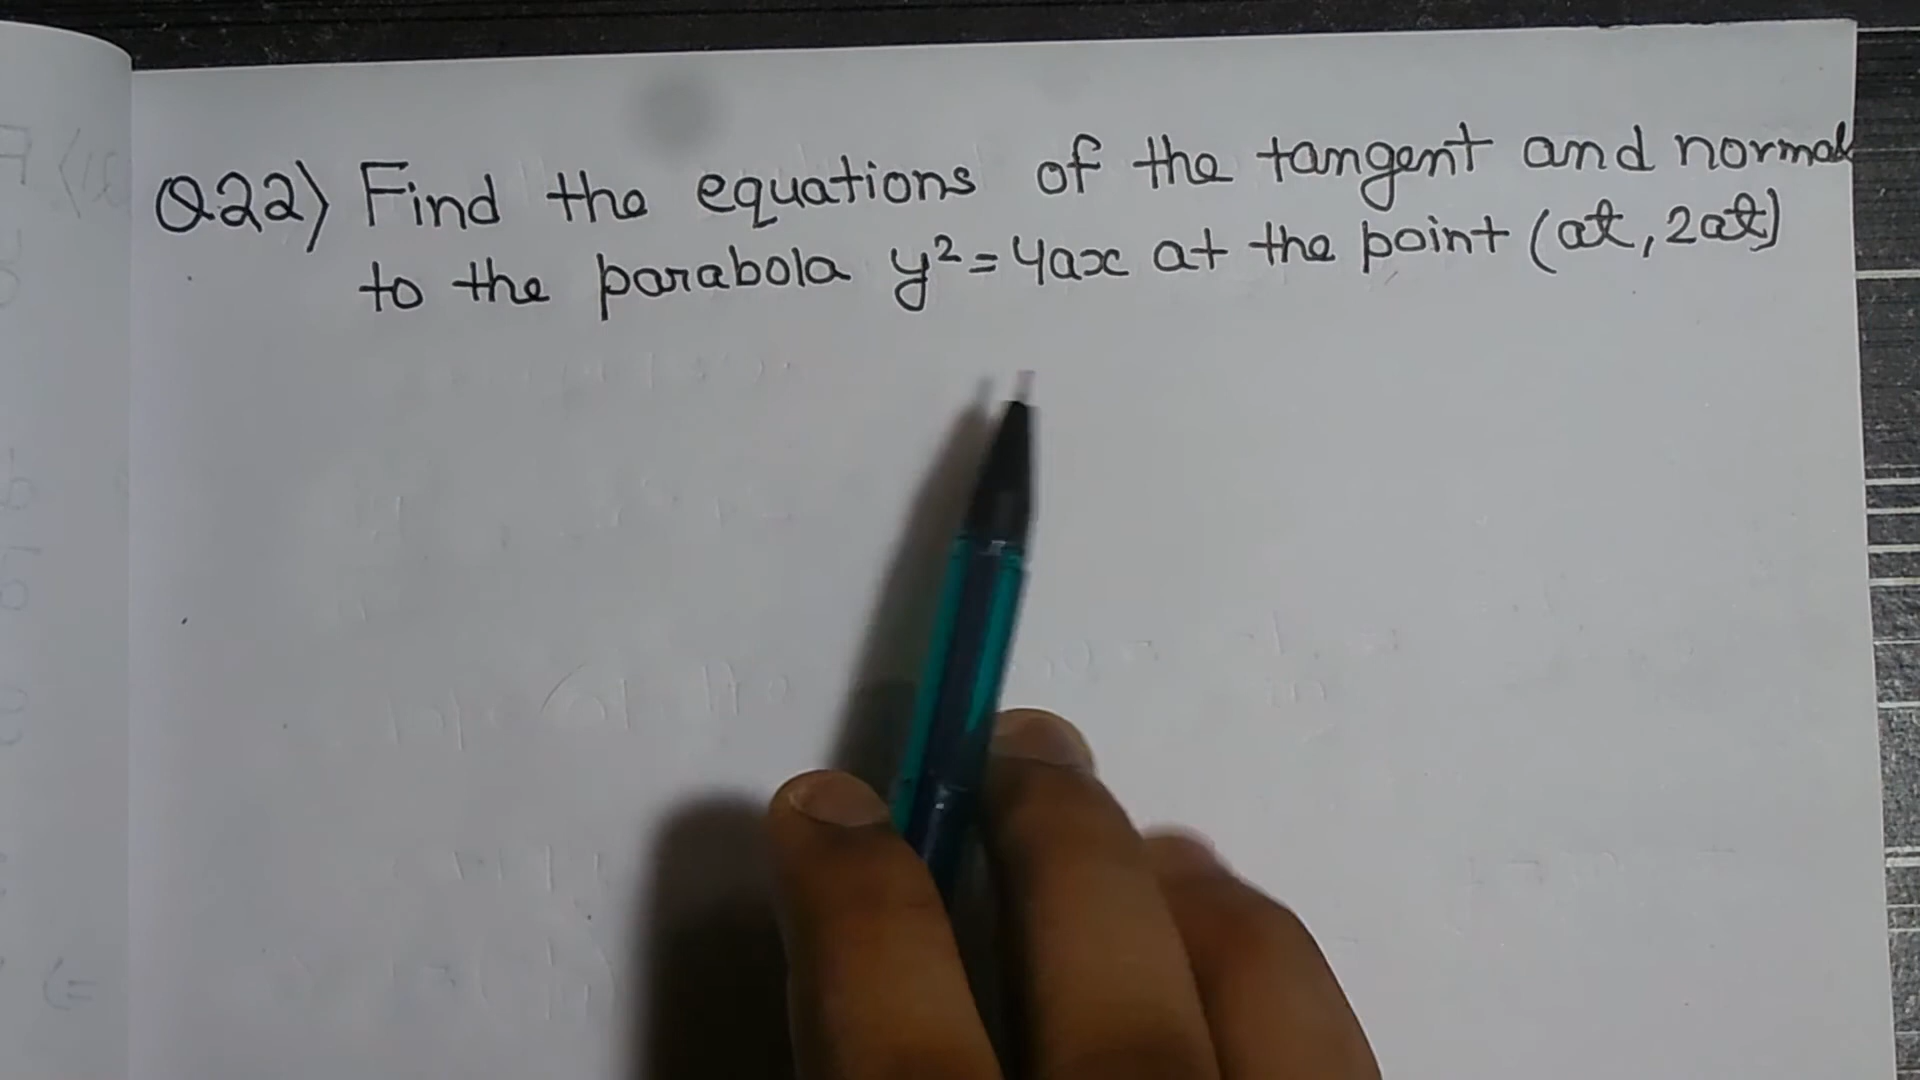 Q22) Find the equations of the tangent and normal
to the parabola y²=4ax at the point (at, 2at)